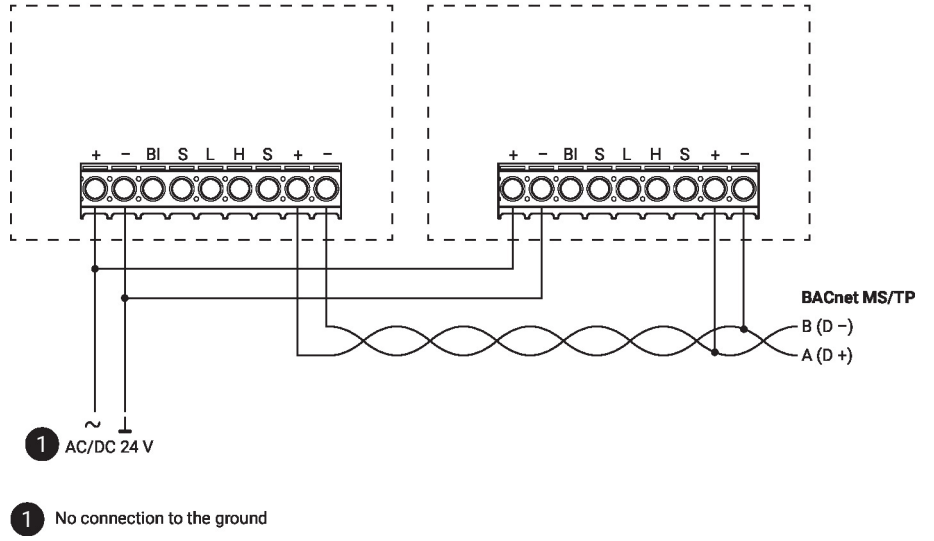 + − BI S L H S + −
+ − BI S L H S + −
BACnet MS/TP
B (D −)
A (D +)
~ ⊥
1 AC/DC 24 V
1 No connection to the ground